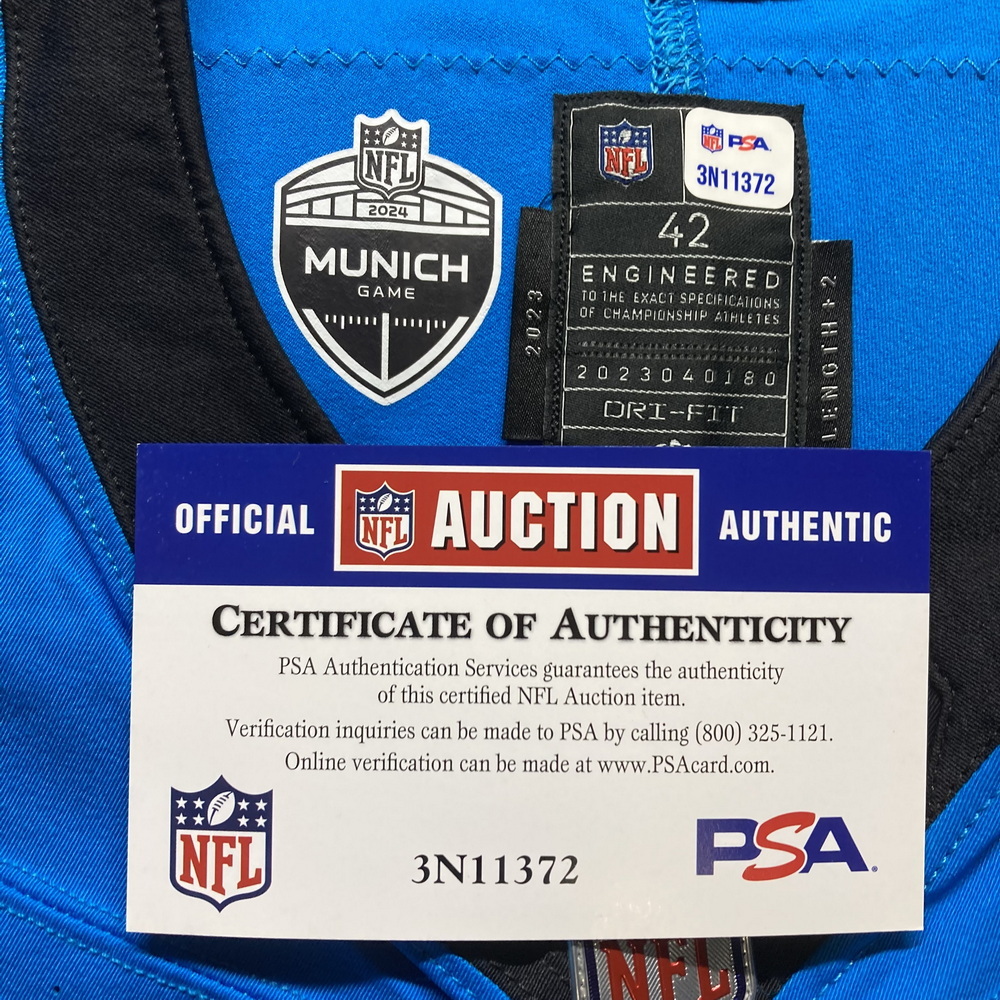 NFL
2024
MUNICH
GAME
NFL
NFL PSA
3N11372
42
ENGINEERED
TO THE EXACT SPECIFICATIONS
OF CHAMPIONSHIP ATHLETES
2023040180
DRI-FIT
2023
LENGTH+2
OFFICIAL
NFL
AUCTION
AUTHENTIC
CERTIFICATE OF AUTHENTICITY
PSA Authentication Services guarantees the authenticity
of this certified NFL Auction item.
Verification inquiries can be made to PSA by calling (800) 325-1121.
Online verification can be made at www.PSAcard.com.
NFL
3N11372
PSA.
NFL